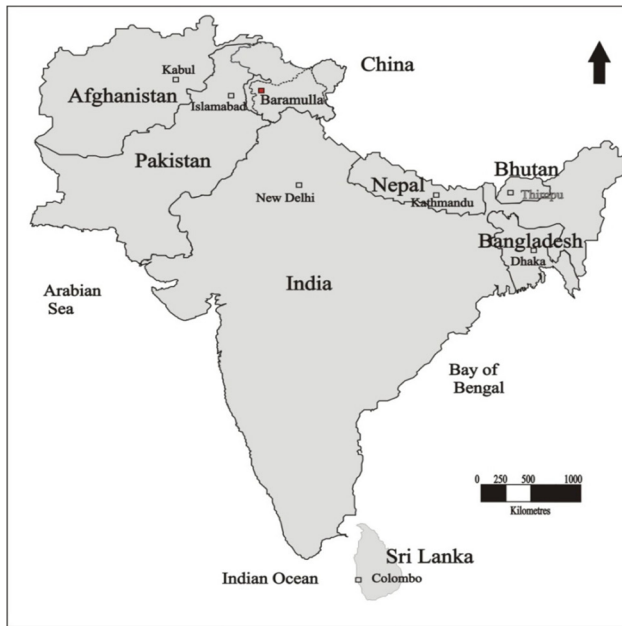 China
Kabul
Afghanistan
Islamabad
Baramulla
Pakistan
Bhutan
Nepal
Thimpu
New Delhi
Kathmandu
Bangladesh
Dhaka
India
Arabian
Sea
Bay of
Bengal
0 250 500 1000
Kilometres
Sri Lanka
Indian Ocean
Colombo